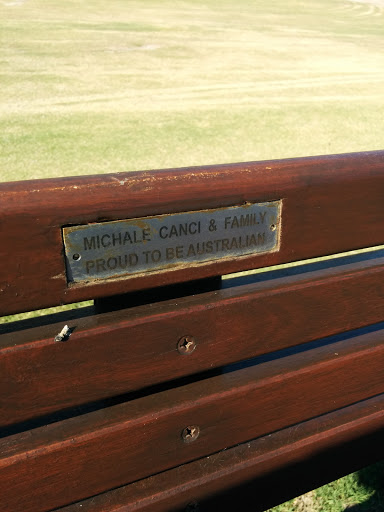 MICHALE CANCI & FAMILY
PROUD TO BE AUSTRALIAN